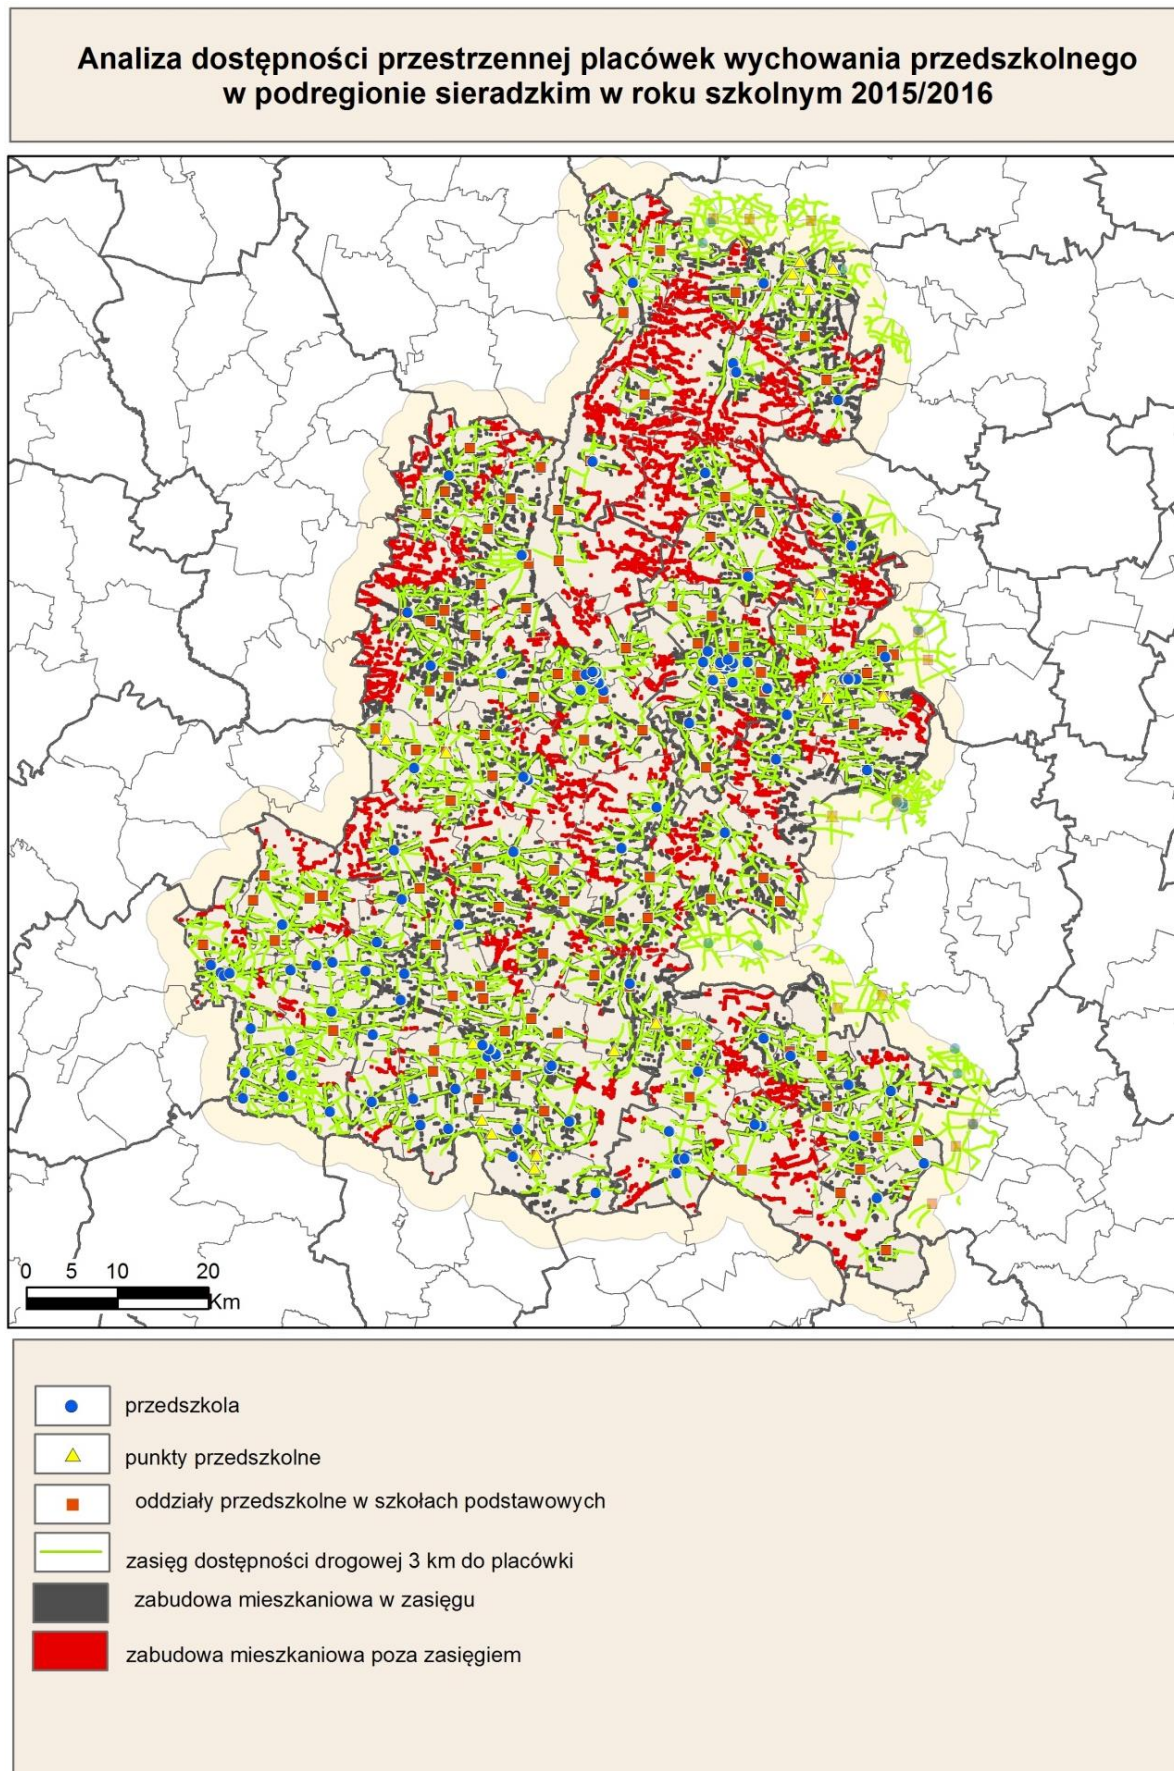 Analiza dostępności przestrzennej placówek wychowania przedszkolnego
w podregionie sieradzkim w roku szkolnym 2015/2016
0 5 10 20
Km
przedszkola
punkty przedszkolne
oddziały przedszkolne w szkołach podstawowych
zasięg dostępności drogowej 3 km do placówki
zabudowa mieszkaniowa w zasięgu
zabudowa mieszkaniowa poza zasięgiem